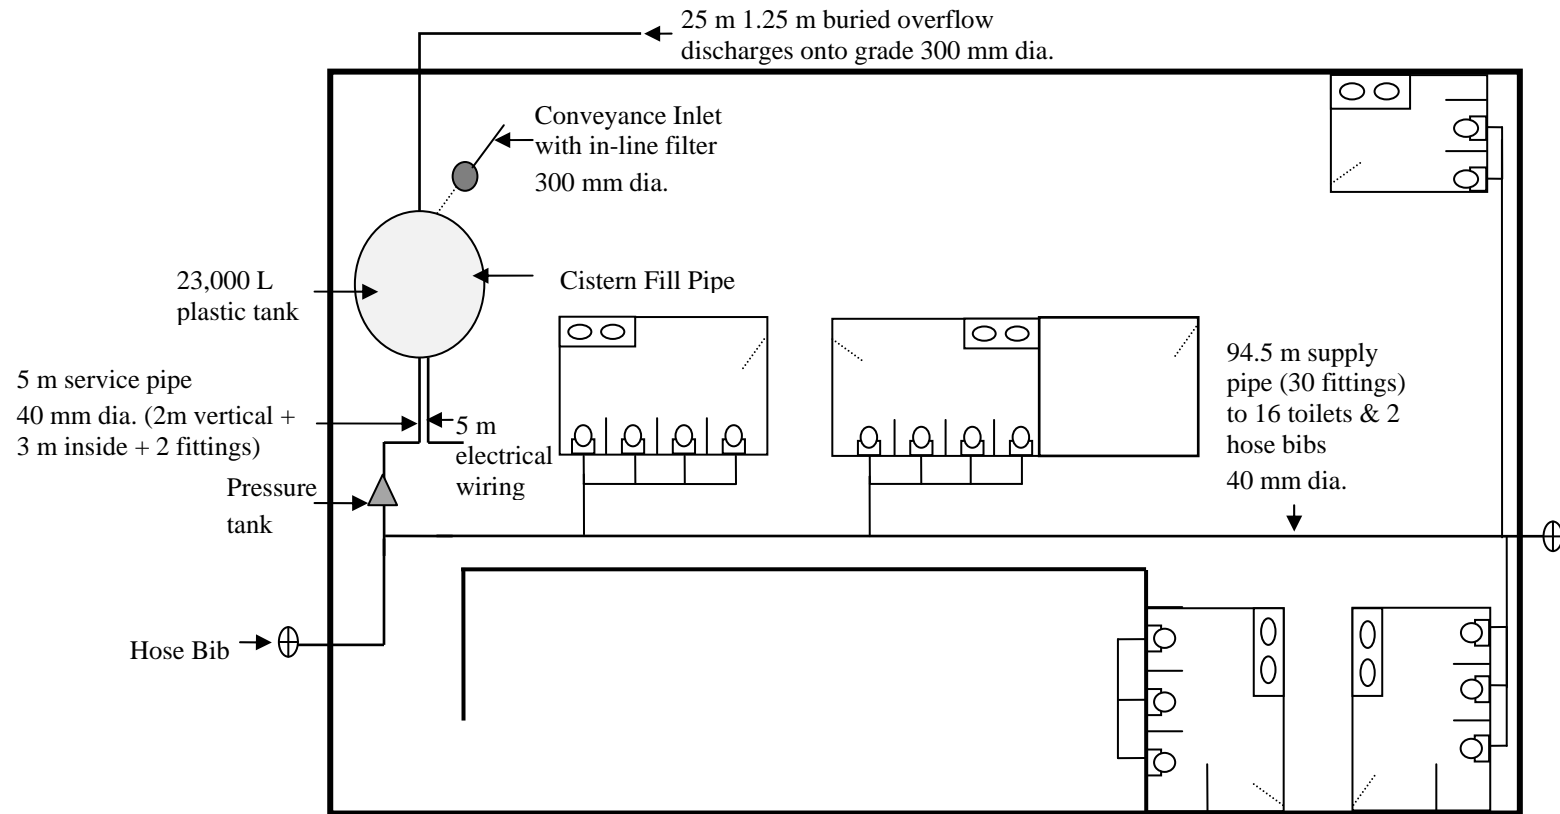 25 m 1.25 m buried overflow
discharges onto grade 300 mm dia.
Conveyance Inlet
with in-line filter
300 mm dia.
23,000 L
plastic tank
Cistern Fill Pipe
5 m service pipe
40 mm dia. (2m vertical +
3 m inside + 2 fittings)
5 m
electrical
wiring
94.5 m supply
pipe (30 fittings)
to 16 toilets & 2
hose bibs
40 mm dia.
Pressure
tank
Hose Bib